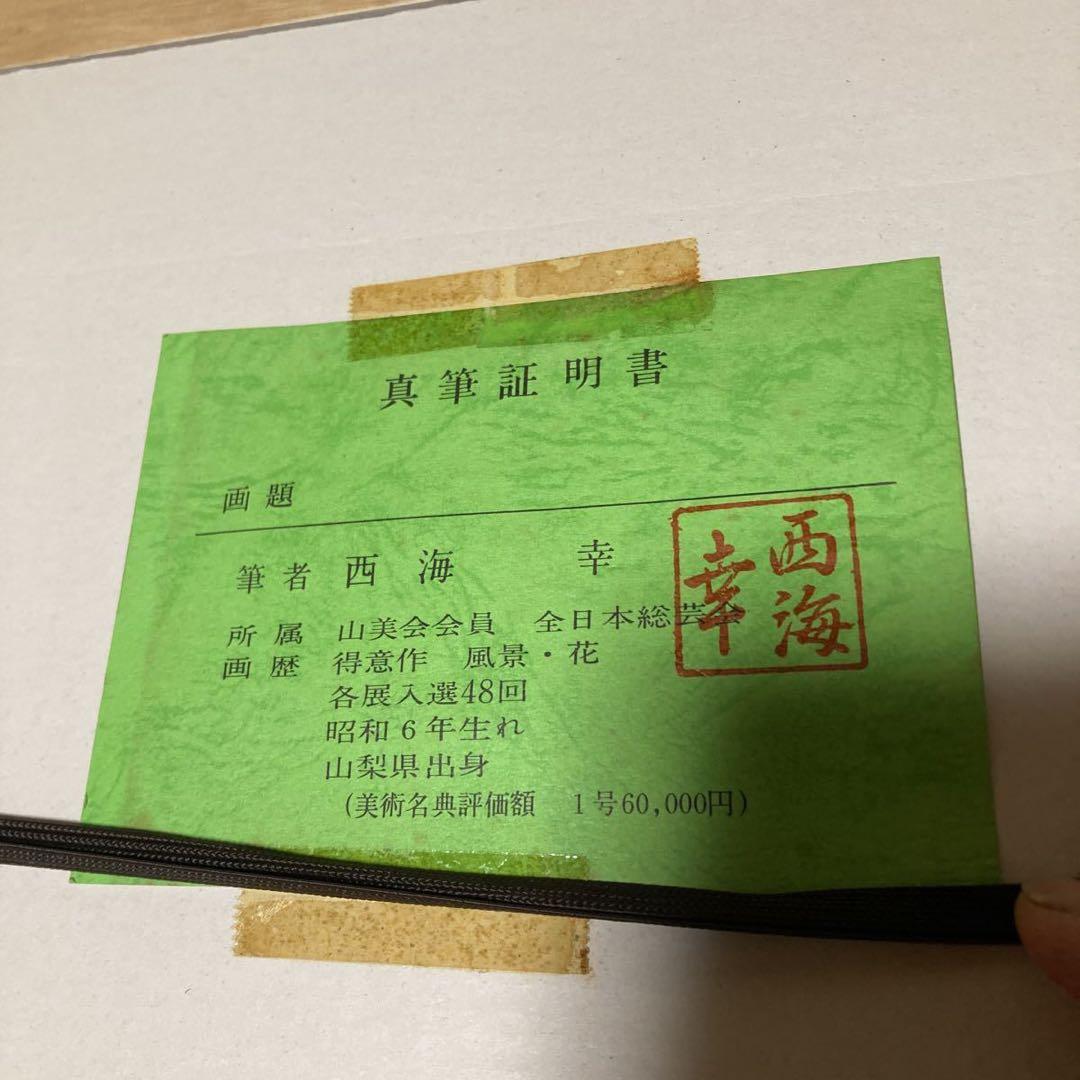 真筆証明書
画題
筆者 西海 幸
所属 山美会会員 全日本総芸会
画歴 得意作 風景・花
各展入選48回
昭和6年生れ
山梨県出身
(美術名典評価額 1号60,000円)
西海
幸